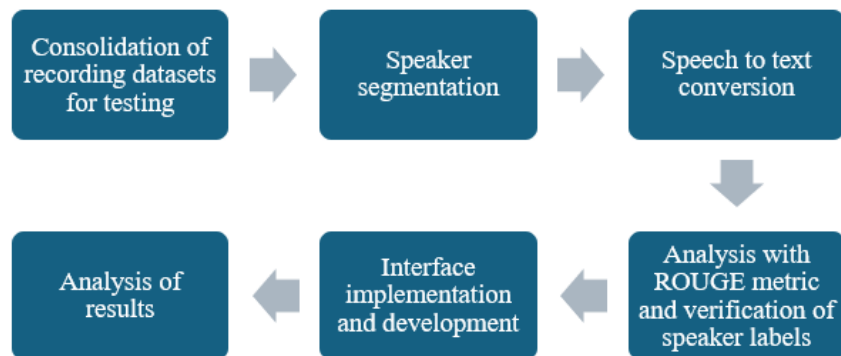 Consolidation of
recording datasets
for testing
Speaker
segmentation
Speech to text
conversion
Analysis with
ROUGE metric
and verification of
speaker labels
Interface
implementation
and development
Analysis of
results